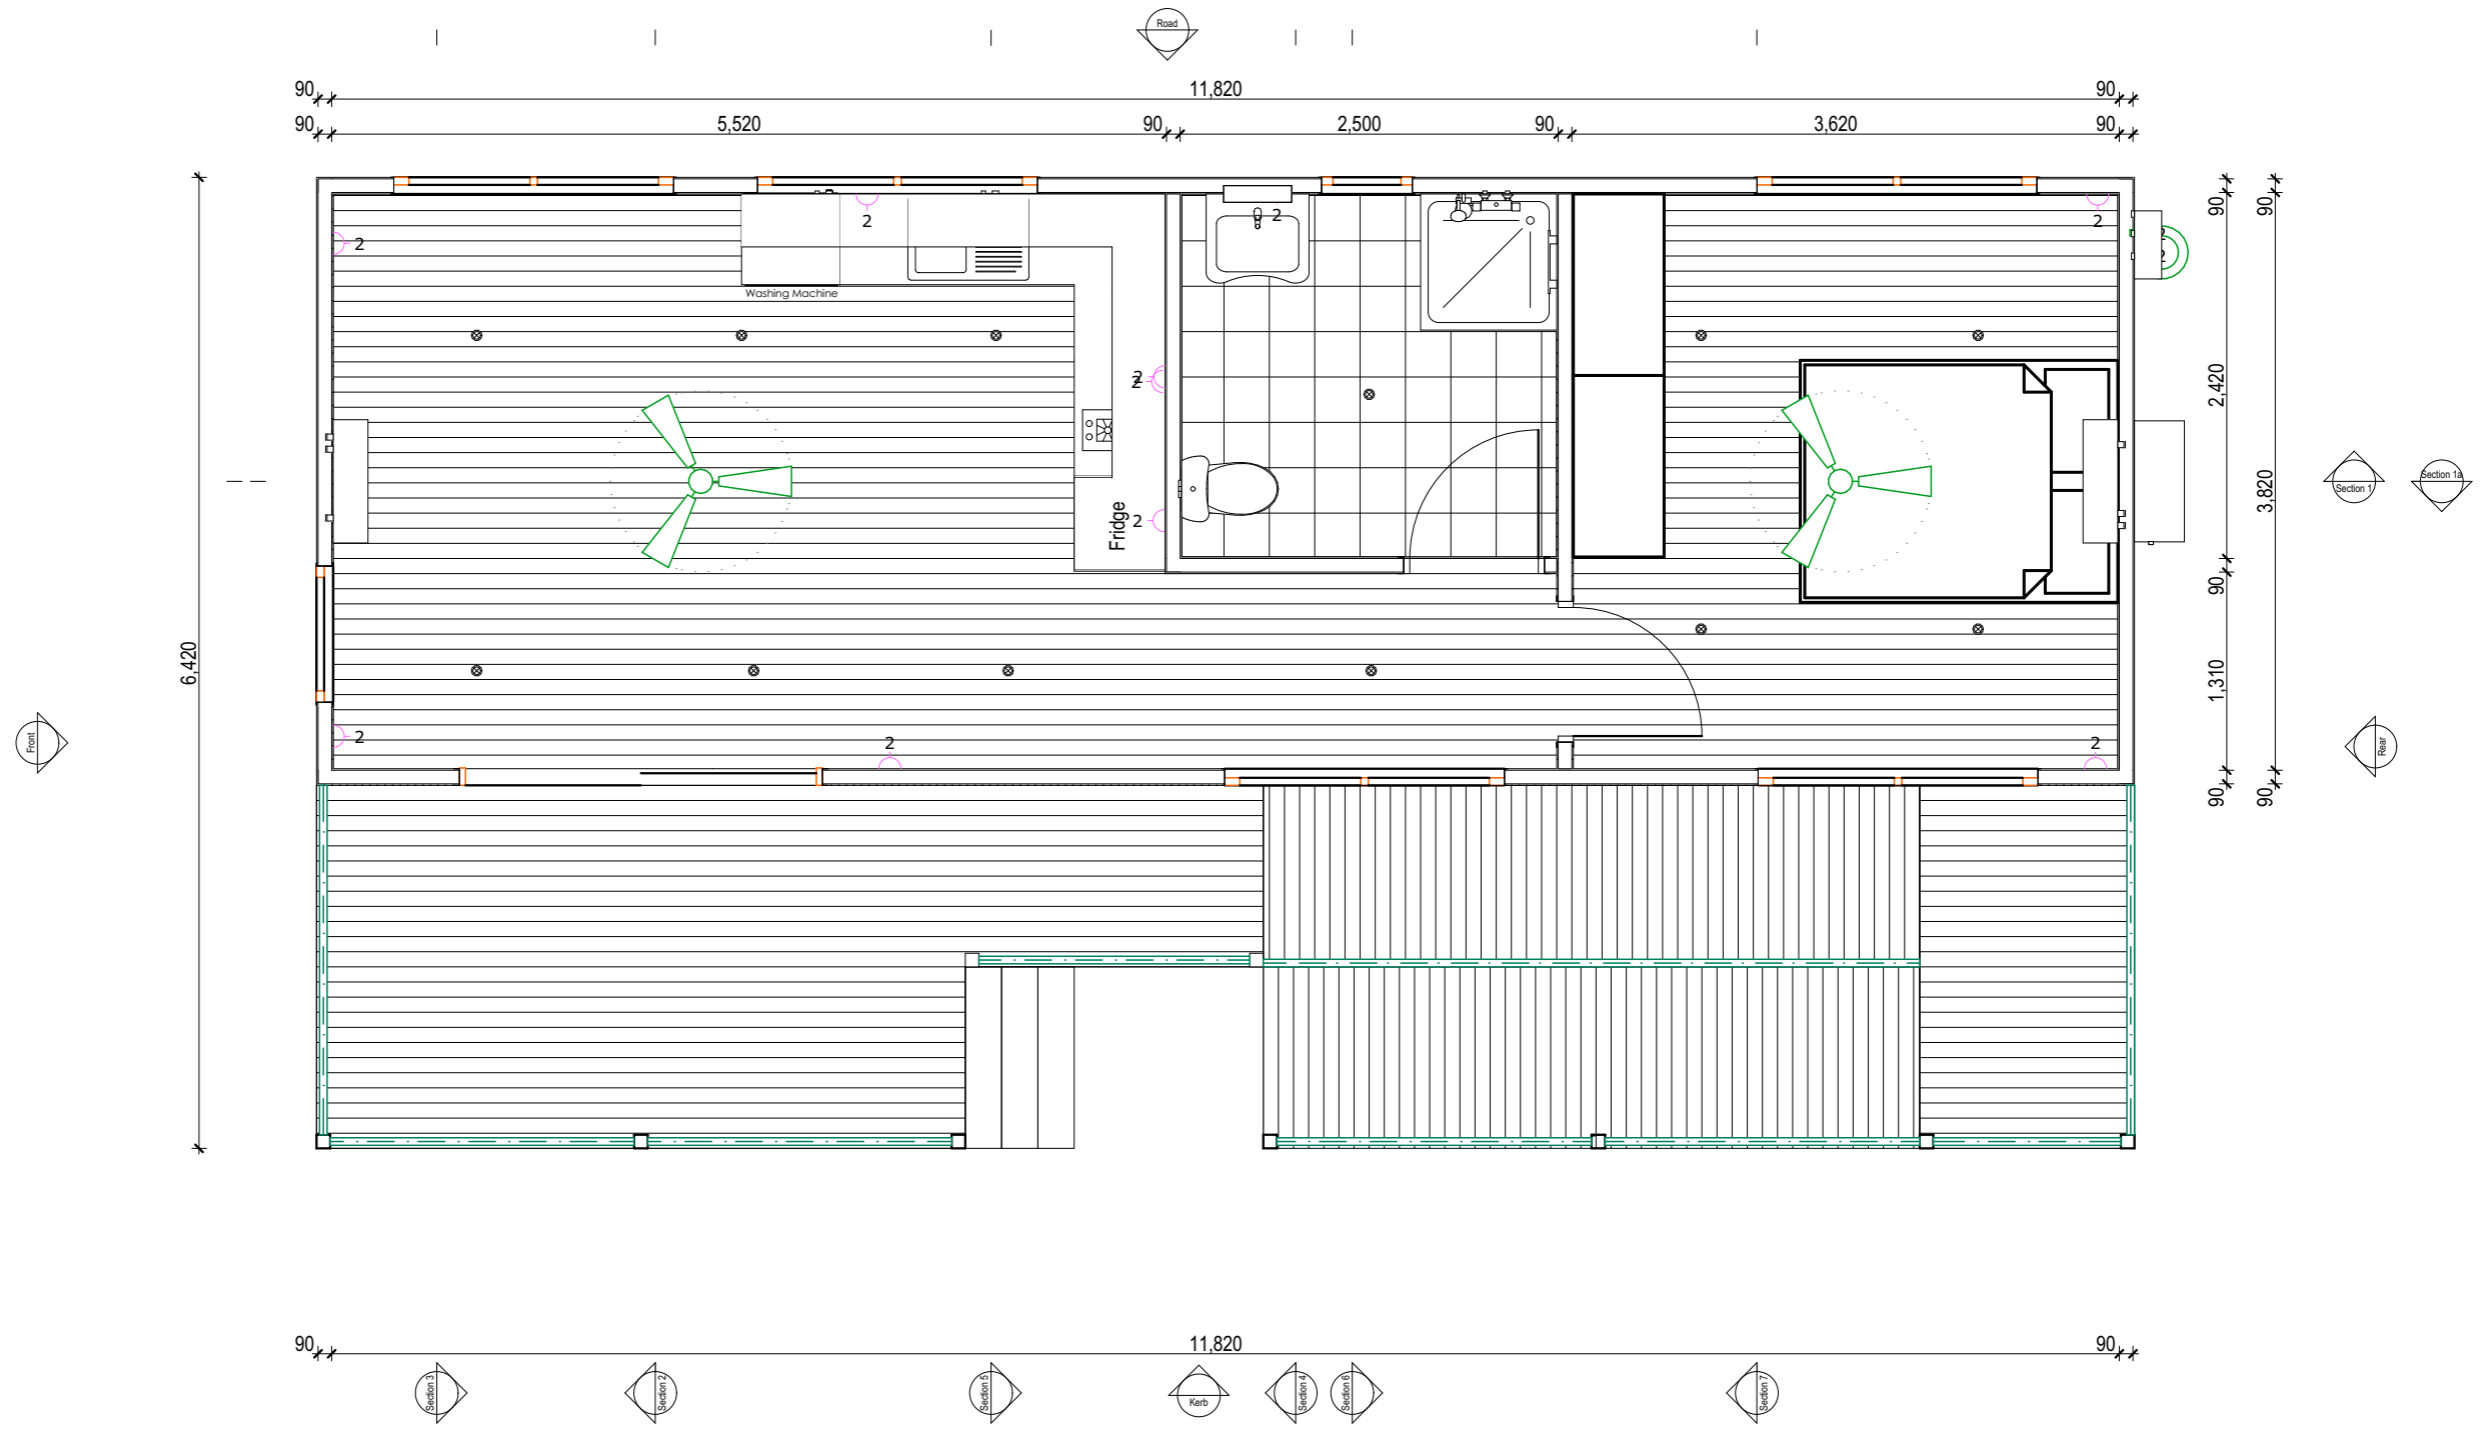 Road
90 11,820 90
90 5,520 90 2,500 90 3,620 90
2
2
2
2
90
90
Washing Machine
2
2
2,420
2
Fridge
Section 1
Section 1a
3,820
90
6,420
1,310
Front
2
2
2
Rear
90
90
90 11,820 90
Section 3
Section 2
Section 5
Kerb
Section 4
Section 6
Section 7